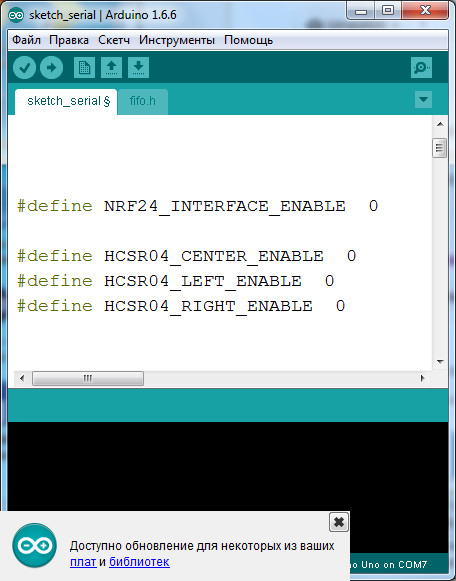 sketch_serial | Arduino 1.6.6
Файл Правка Скетч Инструменты Помощь
sketch_serial § fifo.h
#define NRF24_INTERFACE_ENABLE 0
#define HCSR04_CENTER_ENABLE 0
#define HCSR04_LEFT_ENABLE 0
#define HCSR04_RIGHT_ENABLE 0
Доступно обновление для некоторых из ваших
плат и библиотек
no Uno on COM7